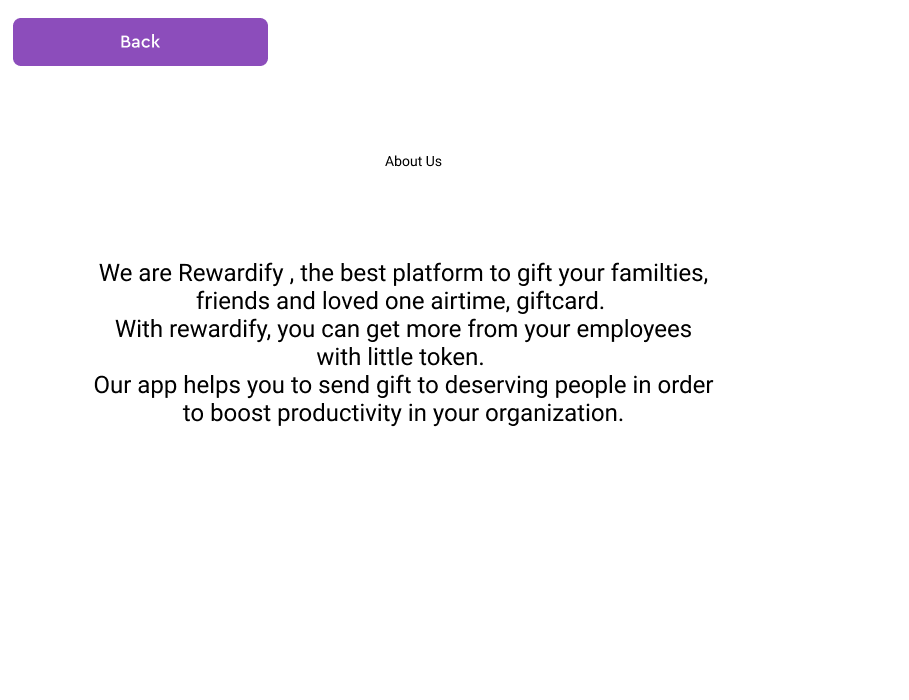 Back
About Us
We are Rewardify , the best platform to gift your familties,
friends and loved one airtime, giftcard.
With rewardify, you can get more from your employees
with little token.
Our app helps you to send gift to deserving people in order
to boost productivity in your organization.